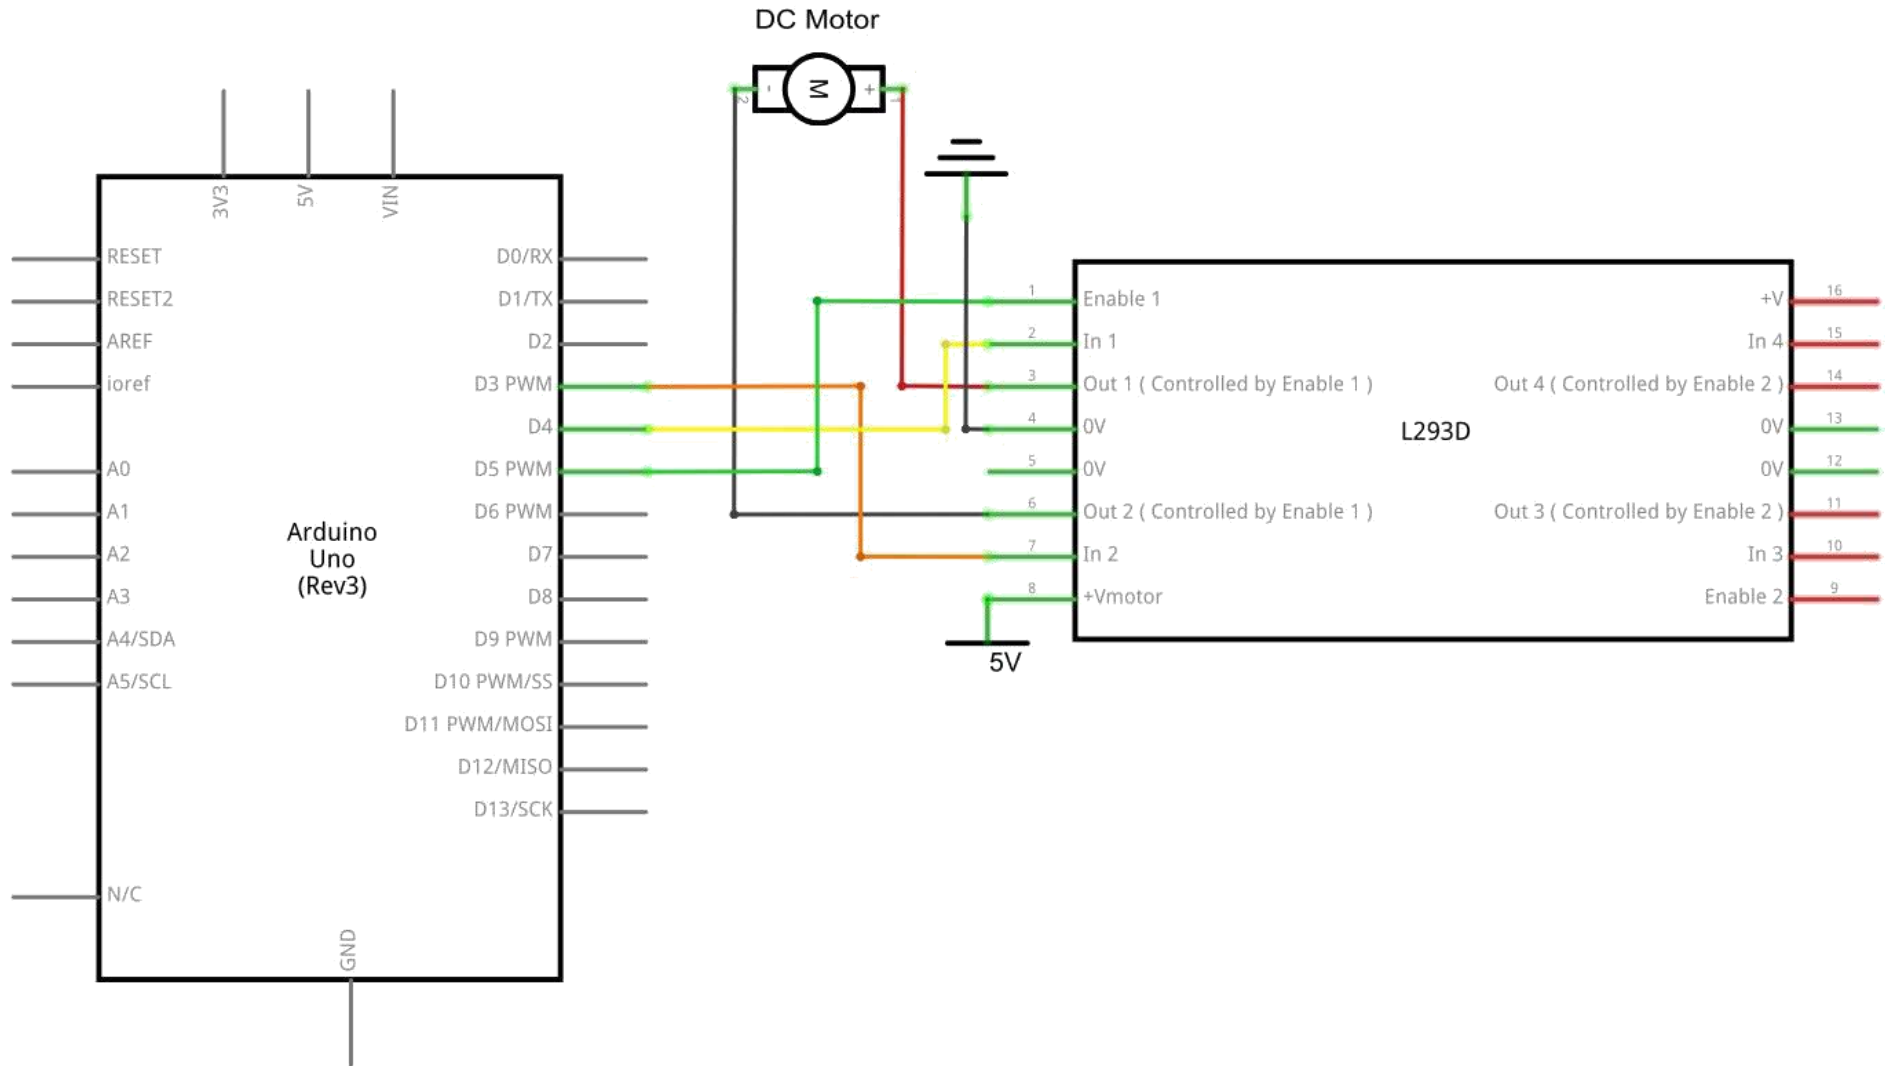 DC Motor
2
-
M
+
1
3V3
5V
VIN
RESET
RESET2
AREF
ioref
A0
A1
A2
A3
A4/SDA
A5/SCL
N/C
Arduino
Uno
(Rev3)
D0/RX
D1/TX
D2
D3 PWM
D4
D5 PWM
D6 PWM
D7
D8
D9 PWM
D10 PWM/SS
D11 PWM/MOSI
D12/MISO
D13/SCK
GND
1 Enable 1
2 In 1
3 Out 1 ( Controlled by Enable 1 )
4 0V
5 0V
6 Out 2 ( Controlled by Enable 1 )
7 In 2
8 +Vmotor
5V
L293D
+V 16
In 4 15
Out 4 ( Controlled by Enable 2 ) 14
0V 13
0V 12
Out 3 ( Controlled by Enable 2 ) 11
In 3 10
Enable 2 9